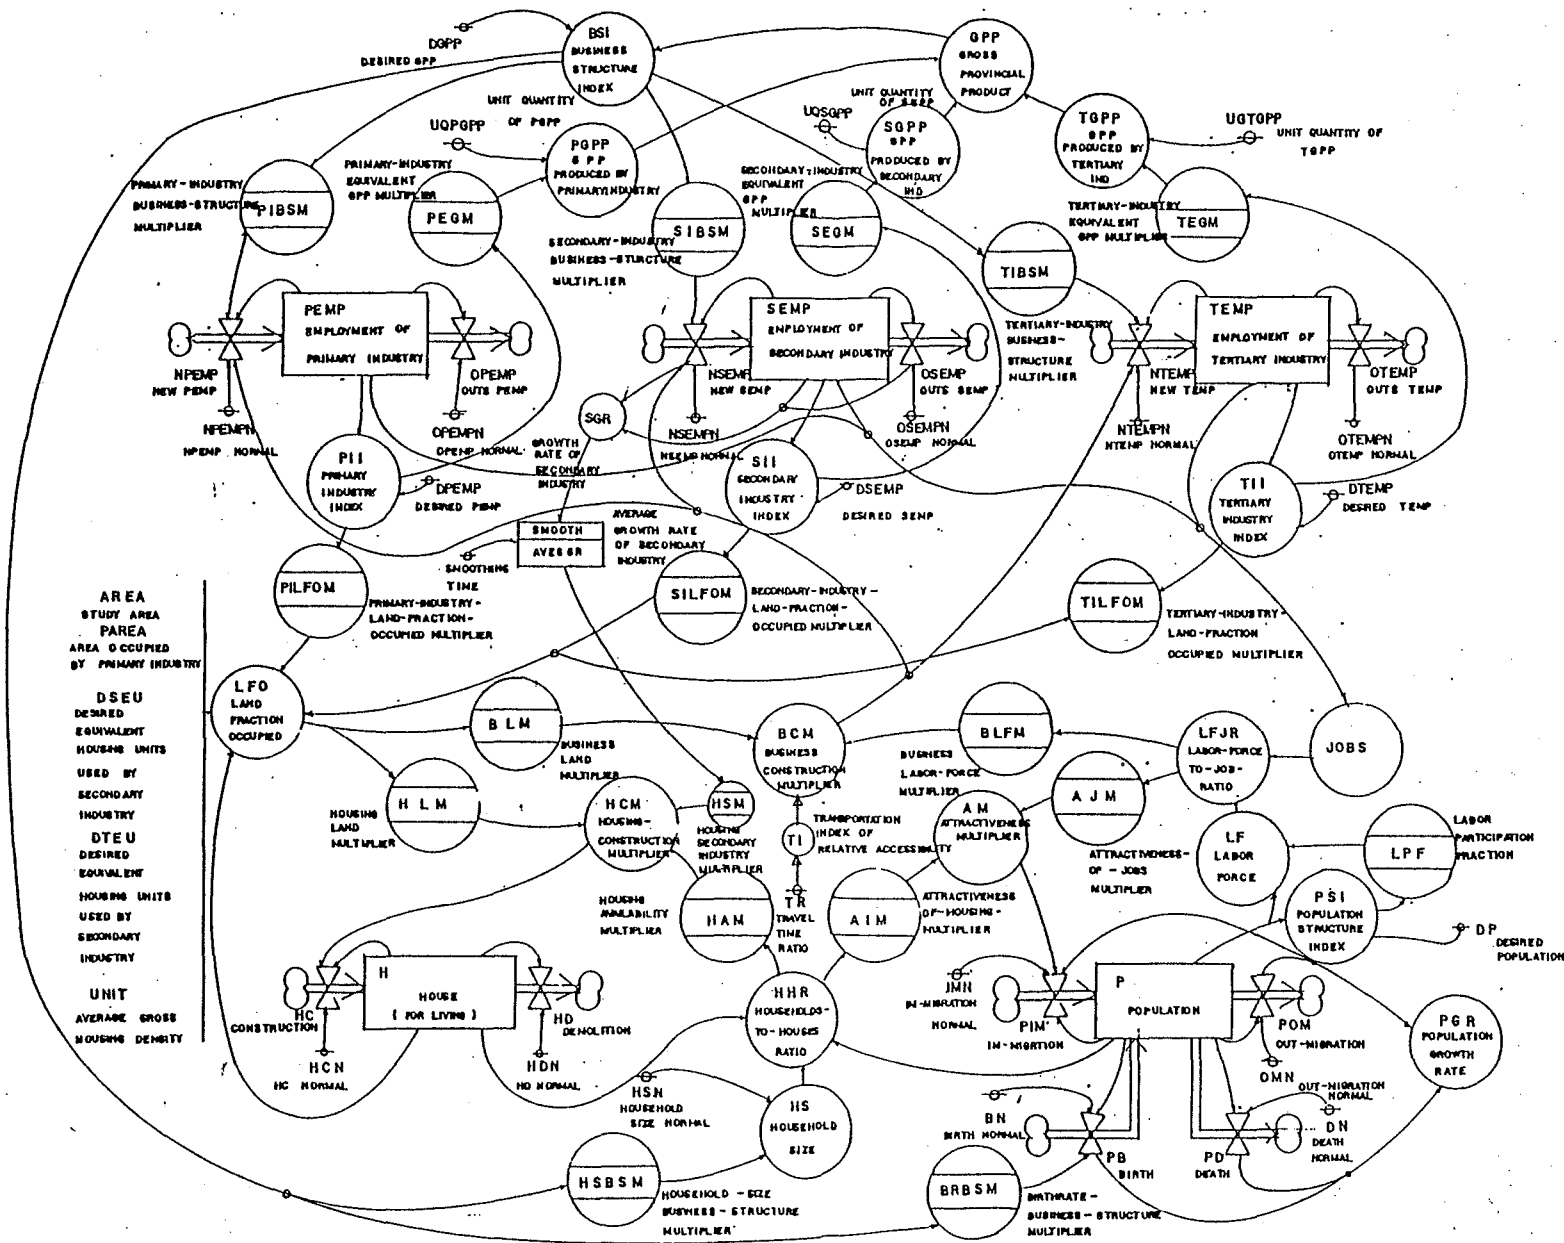 DGPP
DESIRED GPP
BSI
BUSINESS
STRUCTURE
INDEX
GPP
GROSS
PROVINCIAL
PRODUCT
UNIT QUANTITY
OF PGPP
UQPGPP
PGPP
GPP
PRODUCED BY
PRIMARY INDUSTRY
UNIT QUANTITY
UQSGPP
SGPP
GPP
PRODUCED BY
SECONDARY
IND
TGPP
GPP
PRODUCED BY
TERTIARY
IND
UGTGPP
UNIT QUANTITY OF
TGPP
PRIMARY-INDUSTRY
BUSINESS-STRUCTURE
MULTIPLIER
PIBSM
PRIMARY-INDUSTRY
EQUIVALENT
GPP MULTIPLIER
PEGM
SECONDARY-INDUSTRY
BUSINESS-STURCTURE
MULTIPLIER
SIBSM
SECONDARY-INDUSTRY
EQUIVALENT
GPP
MULTIPLIER
SEGM
TIBSM
TERTIARY-INDUSTRY
BUSINESS-
STRUCTURE
MULTIPLIER
TERTIARY-INDUSTRY
EQUIVALENT
GPP MULTIPLIER
TEGM
PEMP
EMPLOYMENT OF
PRIMARY INDUSTRY
NPEMP
NEW PEMP
OPEMP
OUTS PEMP
NPEMPN
NPEMP NORMAL
OPEMPN
OPEMP NORMAL
SEMP
EMPLOYMENT OF
SECONDARY INDUSTRY
NSEMP
NEW SEMP
OSEMP
OUTS SEMP
NSEMPN
NSEMP NORMAL
OSEMPN
OSEMP NORMAL
TEMP
EMPLOYMENT OF
TERTIARY INDUSTRY
NTEMP
NEW TEMP
OTEMP
OUTS TEMP
NTEMPN
NTEMP NORMAL
OTEMPN
OTEMP NORMAL
SGR
GROWTH
RATE OF
SECONDARY
INDUSTRY
PII
PRIMARY
INDUSTRY
INDEX
DPEMP
DESIRED PEMP
SII
SECONDARY
INDUSTRY
INDEX
DSEMP
DESIRED SEMP
TII
TERTIARY
INDUSTRY
INDEX
DTEMP
DESIRED TEMP
SMOOTH
AVESGR
SMOOTHING
TIME
AVERAGE
GROWTH RATE
OF SECONDARY
INDUSTRY
PILFOM
PRIMARY-INDUSTRY-
LAND-FRACTION-
OCCUPIED MULTIPLIER
SILFOM
SECONDARY-INDUSTRY-
LAND-FRACTION-
OCCUPIED MULTIPLIER
TILFOM
TERTIARY-INDUSTRY-
LAND-FRACTION
OCCUPIED MULTIPLIER
AREA
STUDY AREA
PAREA
AREA OCCUPIED
BY PRIMARY INDUSTRY
DSEU
DESIRED
EQUIVALENT
HOUSING UNITS
USED BY
SECONDARY
INDUSTRY
DTEU
DESIRED
EQUIVALENT
HOUSING UNITS
USED BY
SECONDARY
INDUSTRY
UNIT
AVERAGE GROSS
HOUSING DENSITY
LFO
LAND
FRACTION
OCCUPIED
BLM
BUSINESS
LAND
MULTIPLIER
HLM
HOUSING
LAND
MULTIPLIER
HCM
HOUSING-
CONSTRUCTION
MULTIPLIER
HSM
HOUSING
SECONDARY
INDUSTRY
MULTIPLIER
BCM
BUSINESS
CONSTRUCTION
MULTIPLIER
TI
TRANSPORTATION
INDEX OF
RELATIVE ACCESSIBILITY
TR
TRAVEL
TIME
RATIO
BLFM
BUSINESS
LABOR-FORCE
MULTIPLIER
LFJR
LABOR-FORCE
TO-JOB-
RATIO
JOBS
AM
ATTRACTIVENESS
MULTIPLIER
AJM
ATTRACTIVENESS-
OF-JOBS
MULTIPLIER
LF
LABOR
FORCE
LPF
LABOR
PARTICIPATION
FRACTION
HAM
HOUSING
AVAILABILITY
MULTIPLIER
AIM
ATTRACTIVENESS
OF-HOUSING-
MULTIPLIER
PSI
POPULATION
STRUCTURE
INDEX
DP
DESIRED
POPULATION
H
HOUSE
(FOR LIVING)
HC
CONSTRUCTION
HD
DEMOLITION
HCN
HC NORMAL
HDN
HD NORMAL
HHR
HOUSEHOLDS-
TO-HOUSES
RATIO
HSN
HOUSEHOLD
SIZE NORMAL
HS
HOUSEHOLD
SIZE
HSBSM
HOUSEHOLD-SIZE
BUSINESS-STRUCTURE
MULTIPLIER
P
POPULATION
IMN
IN-MIGRATION
NORMAL
PIM
IN-MIGRTION
POM
OUT-MIGRATION
OMN
OUT-MIGRATION
NORMAL
PGR
POPULATION
GROWTH
RATE
BN
BIRTH NORMAL
PB
BIRTH
PD
DEATH
DN
DEATH
NORMAL
BRBSM
BIRTHRATE-
BUSINESS-STRUCTURE
MULTIPLIER